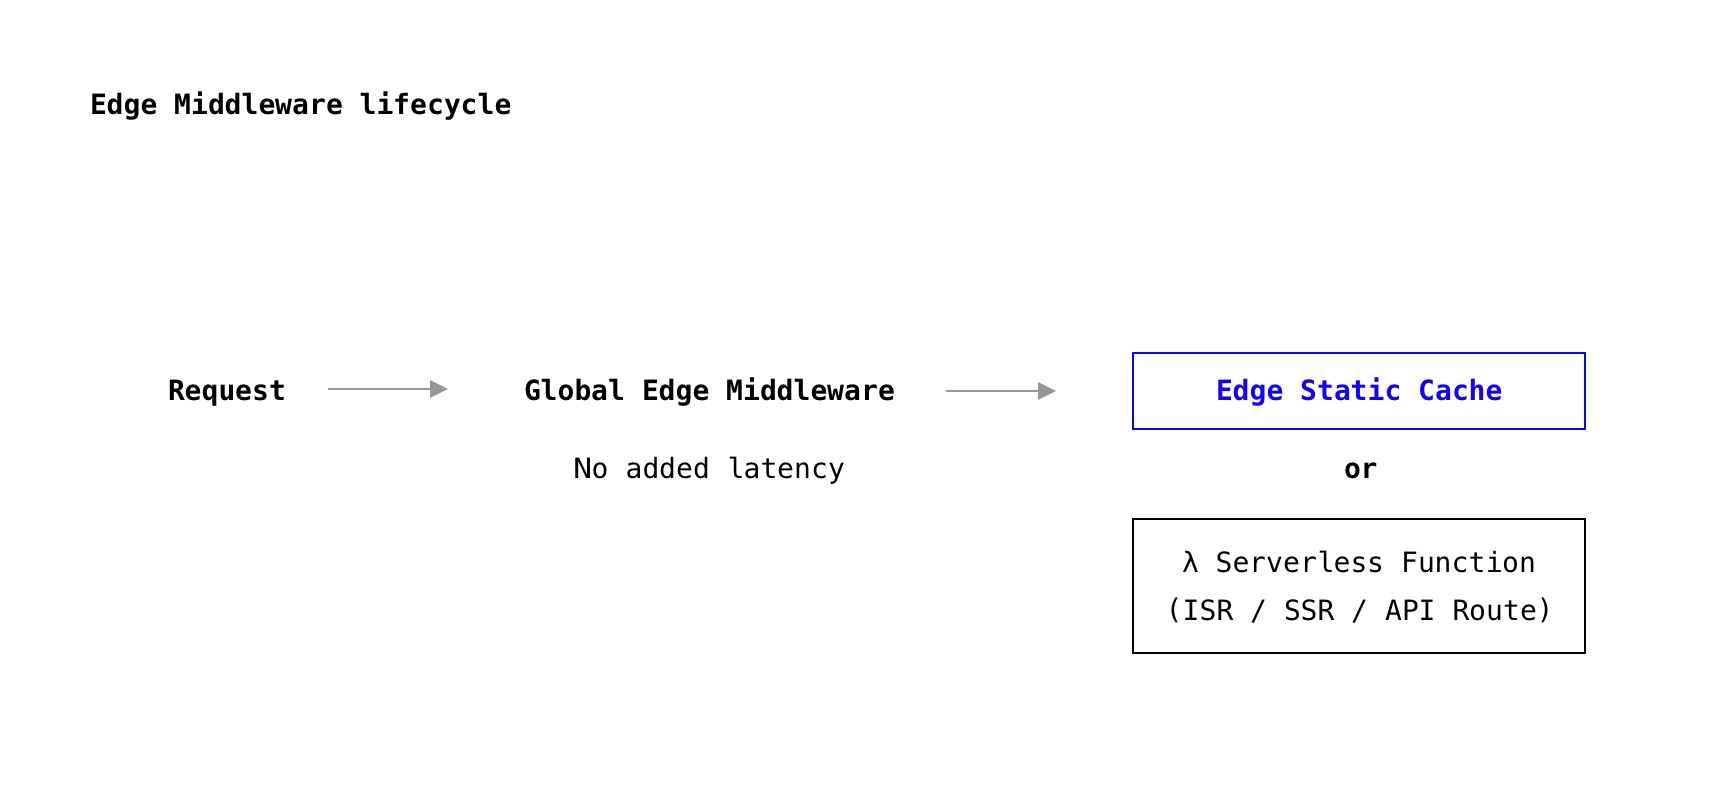 Edge Middleware lifecycle
Request
Global Edge Middleware
No added latency
Edge Static Cache
or
λ Serverless Function
(ISR / SSR / API Route)